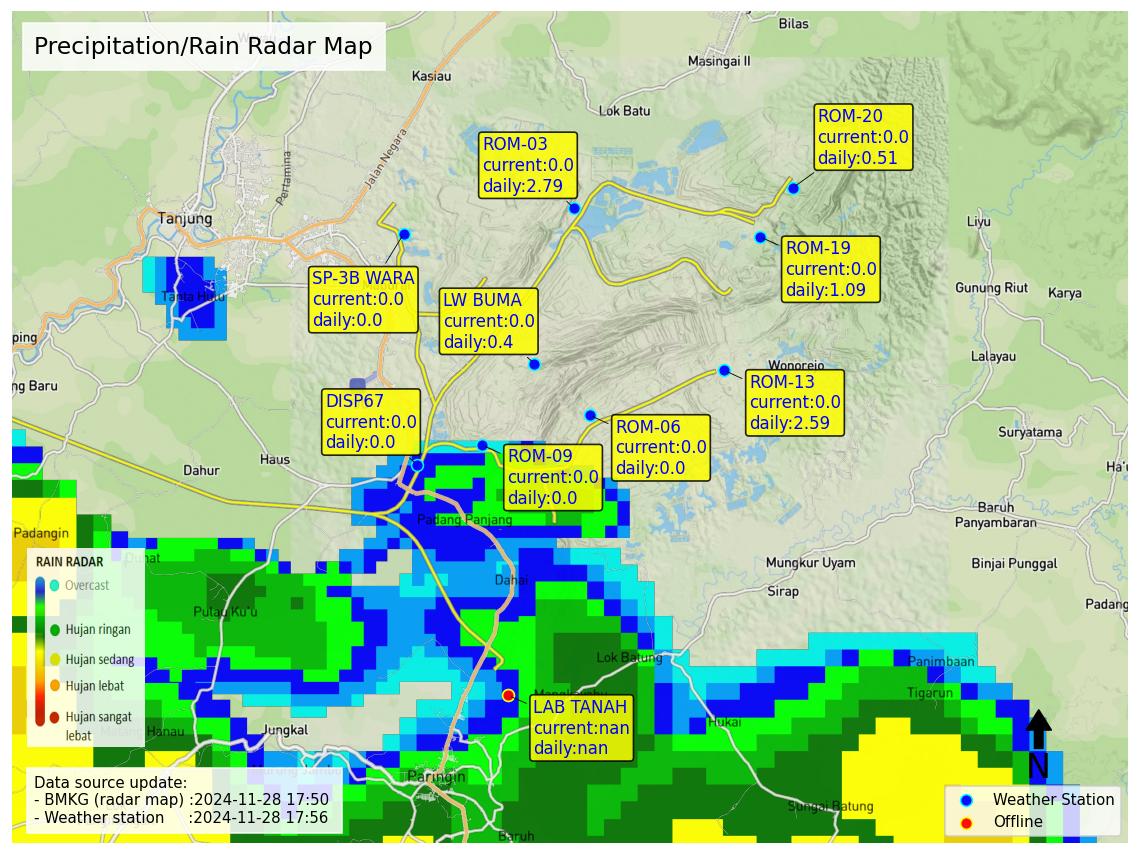 Precipitation/Rain Radar Map
Bilas
Masingai II
Kasiau
Lok Batu
Jalan Negara
Pertamina
Tanjung
ROM-20
current:0.0
daily:0.51
ROM-03
current:0.0
daily:2.79
ROM-19
current:0.0
daily:1.09
SP-3B WARA
current:0.0
daily:0.0
LW BUMA
current:0.0
daily:0.4
Liyu
Gunung Riut
Karya
Lalayau
Tanta Hulu
ping
ng Baru
Wonorejo
ROM-13
current:0.0
daily:2.59
DISP67
current:0.0
daily:0.0
ROM-06
current:0.0
daily:0.0
ROM-09
current:0.0
daily:0.0
Suryatama
Dahur
Haus
Baruh
Panyambaran
Padangin
Padang Panjang
Mungkur Uyam
Binjai Punggal
Sirap
Padang
Dahai
Pulau Ku'u
RAIN RADAR
Overcast
Hujan ringan
Hujan sedang
Hujan lebat
Hujan sangat
lebat
Lok Batung
Panimbaan
Tigarun
Hukai
LAB TANAH
current:nan
daily:nan
Jungkal
Paringin
Sungai Batung
Baruh
N
Data source update:
- BMKG (radar map) :2024-11-28 17:50
- Weather station :2024-11-28 17:56
Weather Station
Offline